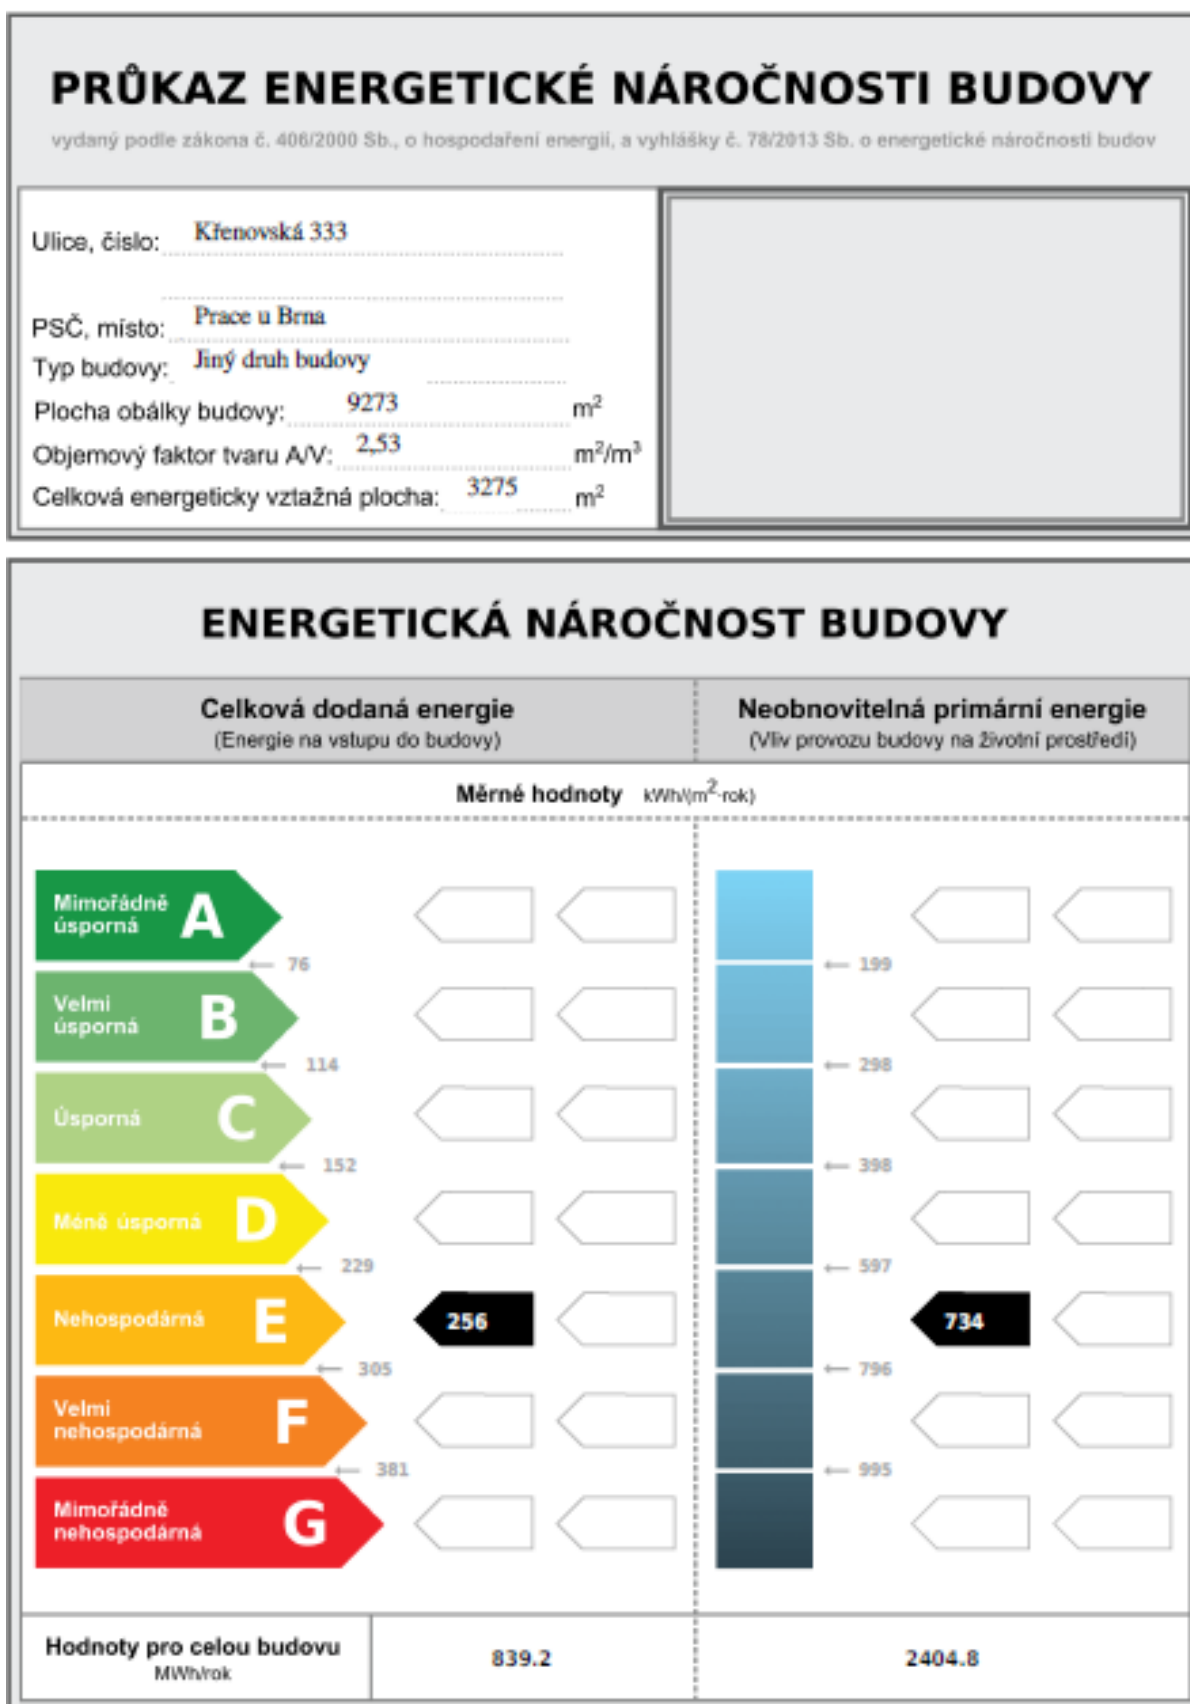 PRŮKAZ ENERGETICKÉ NÁROČNOSTI BUDOVY
vydaný podle zákona č. 406/2000 Sb., o hospodaření energií, a vyhlášky č. 78/2013 Sb. o energetické náročnosti budov
Ulice, číslo: Křenovská 333
PSČ, místo: Prace u Brna
Typ budovy: Jiný druh budovy
Plocha obálky budovy: 9273 m²
Objemový faktor tvaru A/V: 2,53 m²/m³
Celková energeticky vztažná plocha: 3275 m²
ENERGETICKÁ NÁROČNOST BUDOVY
Celková dodaná energie
(Energie na vstupu do budovy)
Neobnovitelná primární energie
(Vliv provozu budovy na životní prostředí)
Měrné hodnoty kWh/(m²·rok)
Mimořádně
úsporná A
← 76 ← 199
Velmi
úsporná B
← 114 ← 298
Úsporná C
← 152 ← 398
Méně úsporná D
← 229 ← 597
Nehospodárná E 256 734
← 305 ← 796
Velmi
nehospodárná F
← 381 ← 995
Mimořádně
nehospodárná G
Hodnoty pro celou budovu
MWh/rok
839.2 2404.8